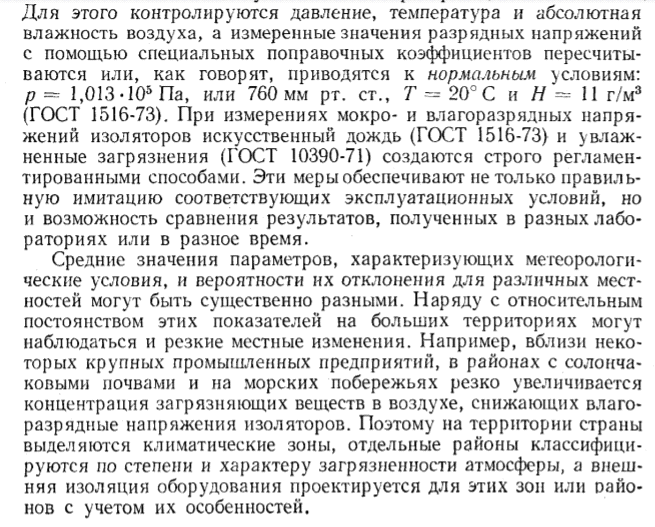 Для этого контролируются давление, температура и абсолютная
влажность воздуха, а измеренные значения разрядных напряжений
с помощью специальных поправочных коэффициентов пересчиты-
ваются или, как говорят, приводятся к нормальным условиям:
p = 1,013·10⁵ Па, или 760 мм рт. ст., T = 20° С и H = 11 г/м³
(ГОСТ 1516-73). При измерениях мокро- и влагоразрядных напря-
жений изоляторов искусственный дождь (ГОСТ 1516-73) и увлаж-
ненные загрязнения (ГОСТ 10390-71) создаются строго регламен-
тированными способами. Эти меры обеспечивают не только правиль-
ную имитацию соответствующих эксплуатационных условий, но
и возможность сравнения результатов, полученных в разных лабо-
раториях или в разное время.
Средние значения параметров, характеризующих метеорологи-
ческие условия, и вероятности их отклонения для различных мест-
ностей могут быть существенно разными. Наряду с относительным
постоянством этих показателей на больших территориях могут
наблюдаться и резкие местные изменения. Например, вблизи неко-
торых крупных промышленных предприятий, в районах с солонча-
ковыми почвами и на морских побережьях резко увеличивается
концентрация загрязняющих веществ в воздухе, снижающих влаго-
разрядные напряжения изоляторов. Поэтому на территории страны
выделяются климатические зоны, отдельные районы классифици-
руются по степени и характеру загрязненности атмосферы, а внеш-
няя изоляция оборудования проектируется для этих зон или райо-
нов с учетом их особенностей.